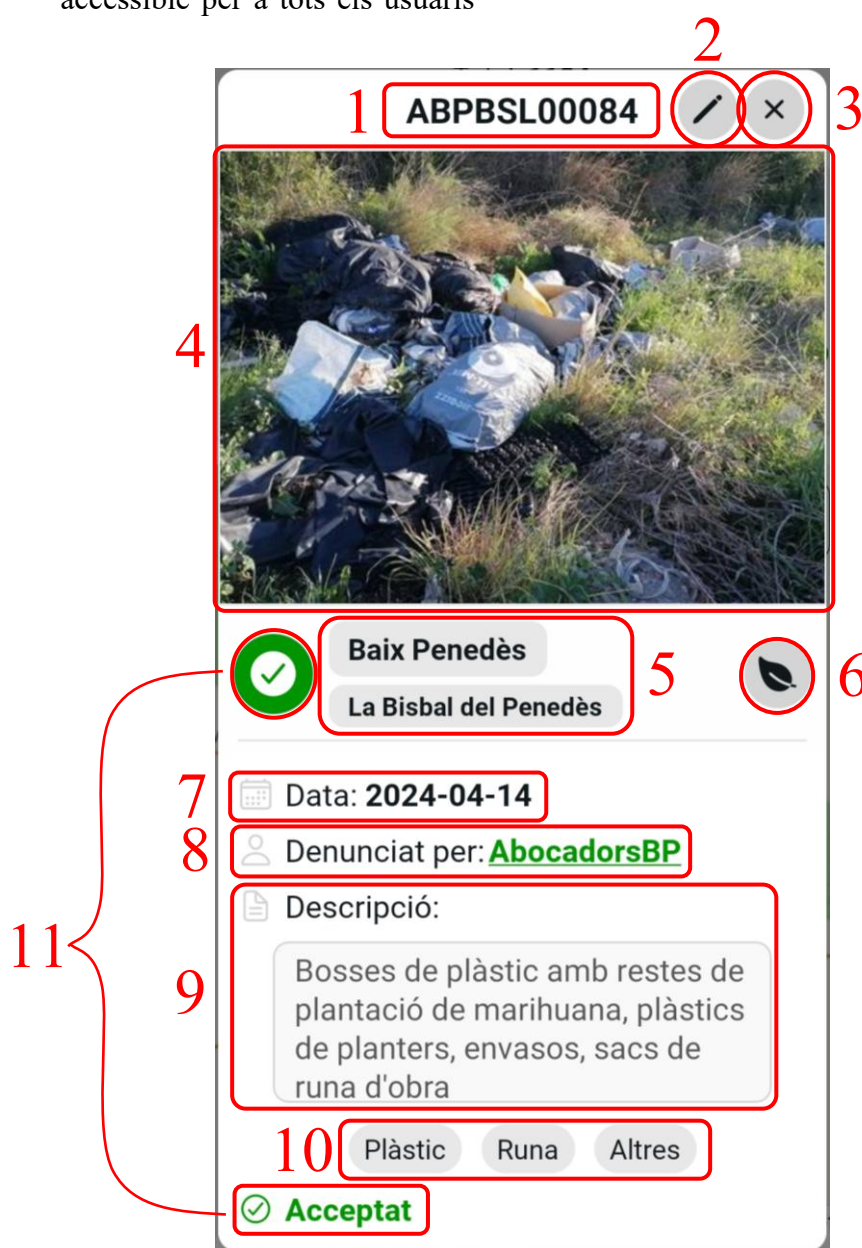 accessible per a tots els usuaris
2
1 ABPBSL00084 3
4
Baix Penedès
La Bisbal del Penedès
5
6
7 Data: 2024-04-14
8 Denunciat per: AbocadorsBP
Descripció:
11
9
Bosses de plàstic amb restes de
plantació de marihuana, plàstics
de planters, envasos, sacs de
runa d'obra
10 Plàstic Runa Altres
Acceptat